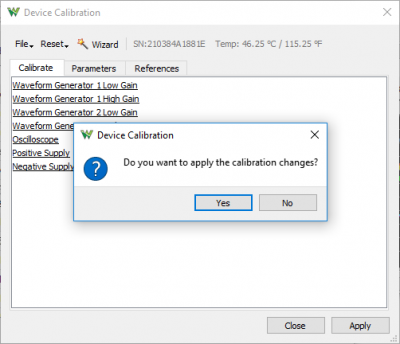 Device Calibration
File Reset Wizard SN:210384A1881E Temp: 46.25 ºC / 115.25 ºF
Calibrate Parameters References
Waveform Generator 1 Low Gain
Waveform Generator 1 High Gain
Waveform Generator 2 Low Gain
Waveform Gene
Oscilloscope
Positive Supply
Negative Supply
Device Calibration
Do you want to apply the calibration changes?
Yes No
Close Apply